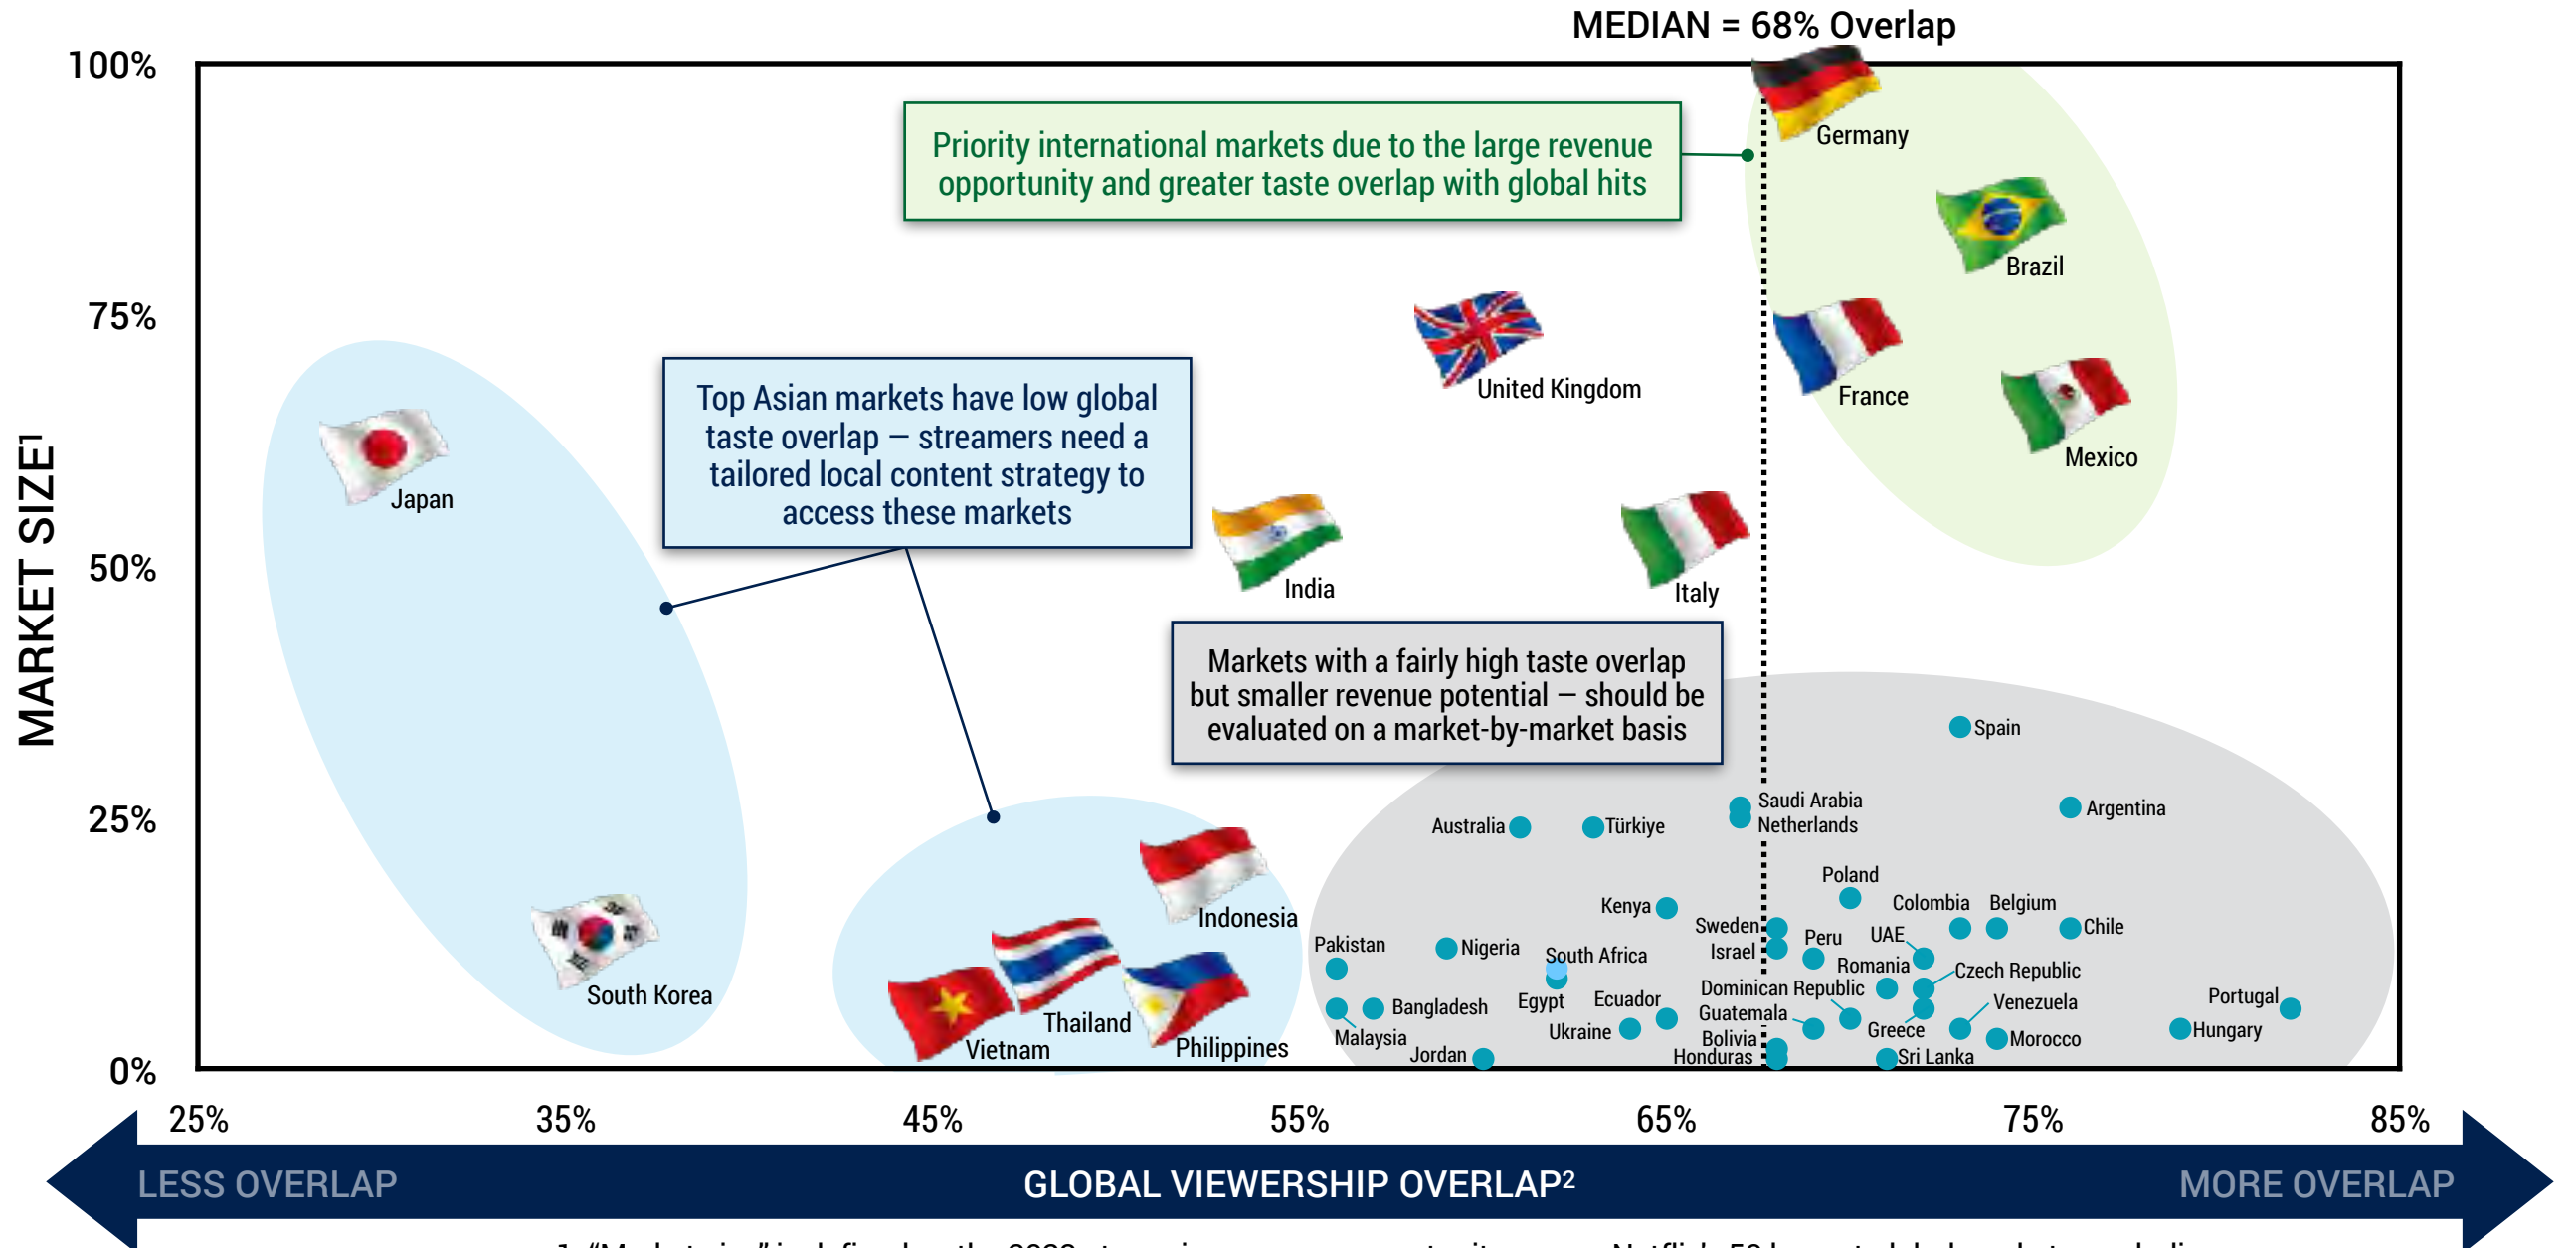 MEDIAN = 68% Overlap
100%
75%
50%
25%
0%
MARKET SIZE¹
Priority international markets due to the large revenue
opportunity and greater taste overlap with global hits
Germany
Brazil
United Kingdom
France
Mexico
Top Asian markets have low global
taste overlap — streamers need a
tailored local content strategy to
access these markets
Japan
India
Italy
Markets with a fairly high taste overlap
but smaller revenue potential — should be
evaluated on a market-by-market basis
Spain
Saudi Arabia
Netherlands
Argentina
Australia
Türkiye
Poland
Kenya
Colombia
Belgium
Indonesia
Sweden
Chile
Pakistan
Nigeria
Israel
Peru
UAE
South Africa
Romania
Czech Republic
South Korea
Dominican Republic
Egypt
Ecuador
Venezuela
Portugal
Bangladesh
Guatemala
Thailand
Malaysia
Ukraine
Greece
Hungary
Vietnam
Philippines
Bolivia
Morocco
Jordan
Honduras
Sri Lanka
25%
35%
45%
55%
65%
75%
85%
LESS OVERLAP
GLOBAL VIEWERSHIP OVERLAP²
MORE OVERLAP